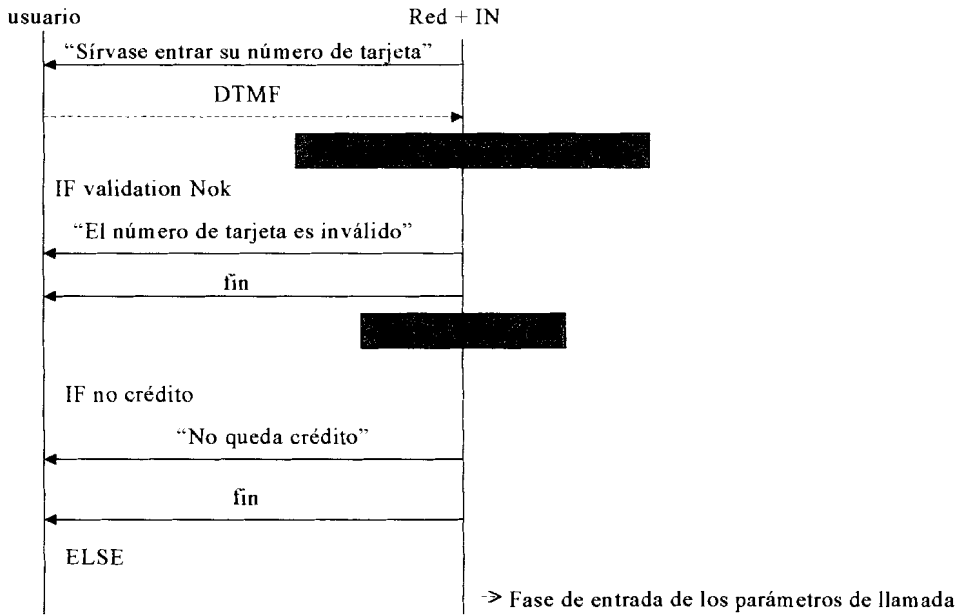 usuario Red + IN
“Sírvase entrar su número de tarjeta”
DTMF
IF validation Nok
“El número de tarjeta es inválido”
fin
IF no crédito
“No queda crédito”
fin
ELSE
-> Fase de entrada de los parámetros de llamada